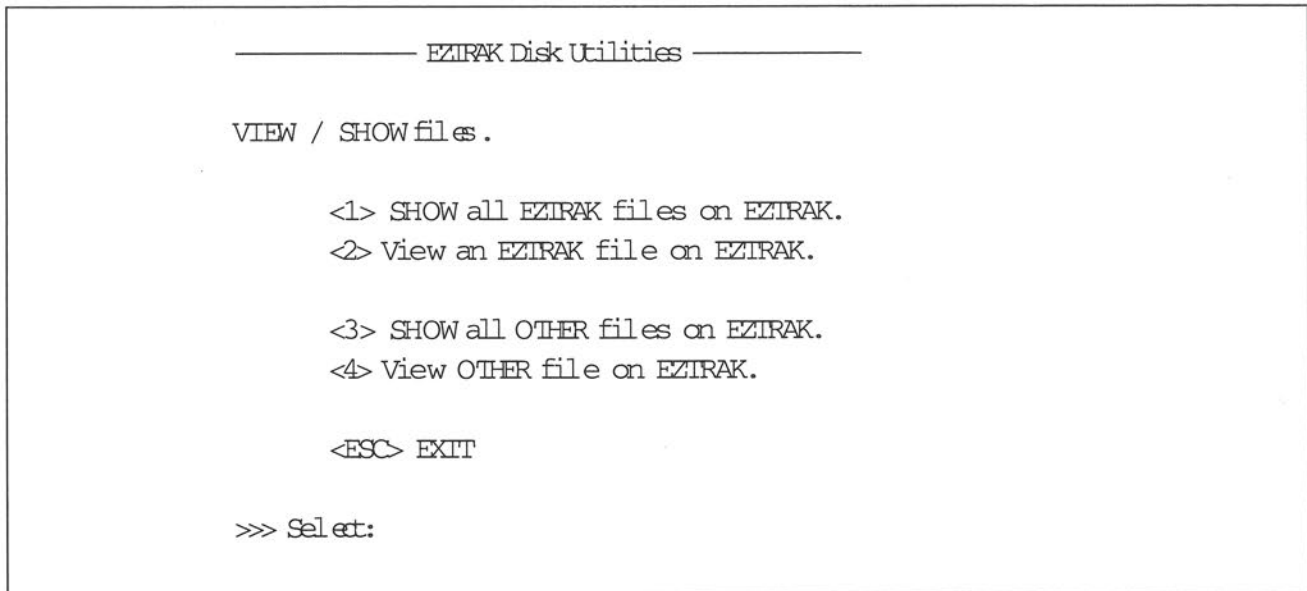 EZTRAK Disk Utilities
VIEW / SHOW files.
<1> SHOW all EZTRAK files on EZTRAK.
<2> View an EZTRAK file on EZTRAK.
<3> SHOW all OTHER files on EZTRAK.
<4> View OTHER file on EZTRAK.
<ESC> EXIT
>>> Select: